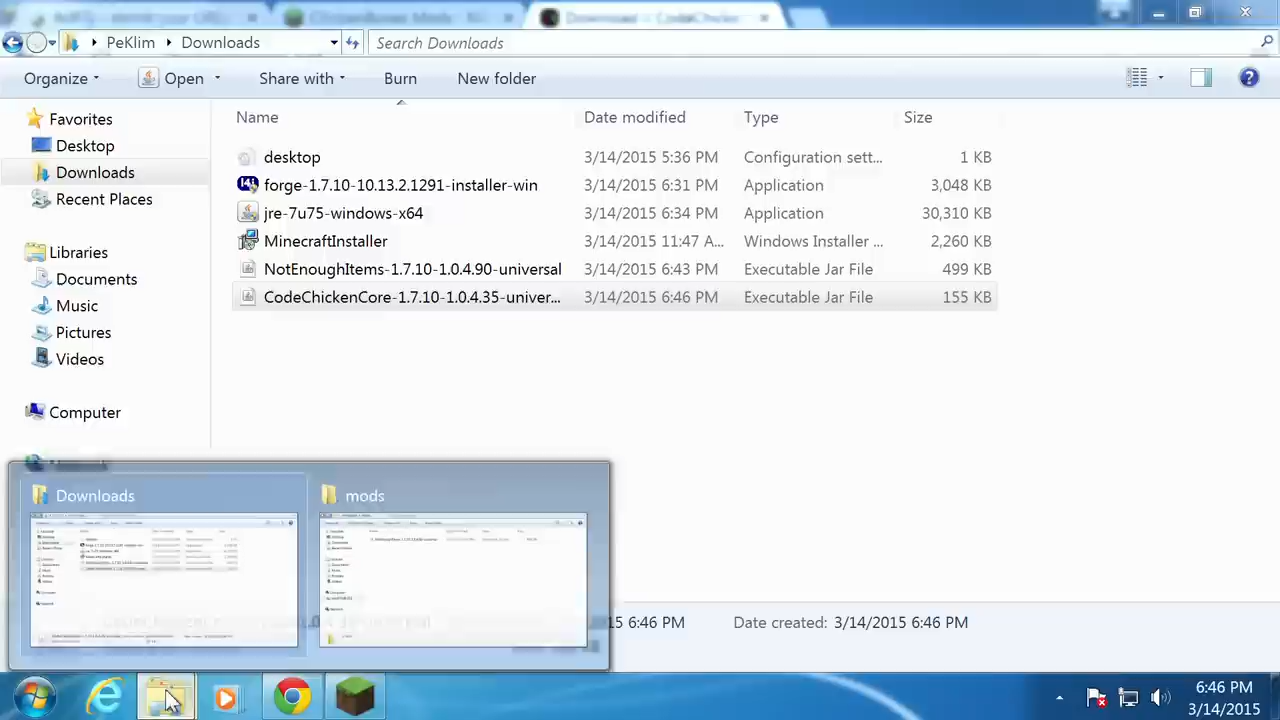 PeKlim Downloads Search Downloads
Organize Open Share with Burn New folder
Name Date modified Type Size
desktop 3/14/2015 5:36 PM Configuration sett... 1 KB
forge-1.7.10-10.13.2.1291-installer-win 3/14/2015 6:31 PM Application 3,048 KB
jre-7u75-windows-x64 3/14/2015 6:34 PM Application 30,310 KB
MinecraftInstaller 3/14/2015 11:47 A... Windows Installer ... 2,260 KB
NotEnoughItems-1.7.10-1.0.4.90-universal 3/14/2015 6:43 PM Executable Jar File 499 KB
CodeChickenCore-1.7.10-1.0.4.35-univer... 3/14/2015 6:46 PM Executable Jar File 155 KB
Favorites
Desktop
Downloads
Recent Places
Libraries
Documents
Music
Pictures
Videos
Computer
Downloads mods
15 6:46 PM Date created: 3/14/2015 6:46 PM
6:46 PM
3/14/2015